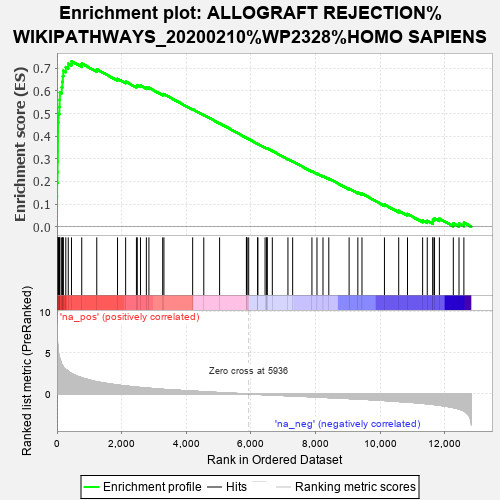 Enrichment plot: ALLOGRAFT REJECTION%
WIKIPATHWAYS_20200210%WP2328%HOMO SAPIENS
Enrichment score (ES)
0.7
0.6
0.5
0.4
0.3
0.2
0.1
0.0
'na_pos' (positively correlated)
Ranked list metric (PreRanked)
10
5
0
Zero cross at 5936
'na_neg' (negatively correlated)
0 2,000 4,000 6,000 8,000 10,000 12,000
Rank in Ordered Dataset
Enrichment profile Hits Ranking metric scores